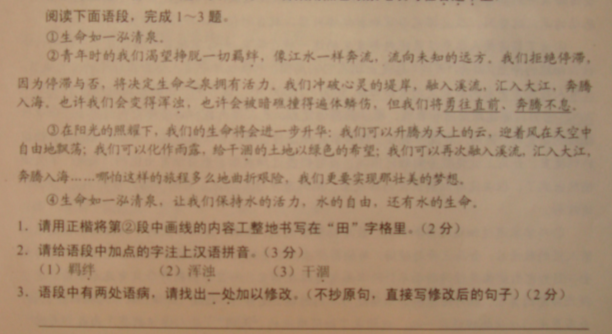 阅读下面语段，完成1～3题。
①生命如一泓清泉。
②青年时的我们渴望挣脱一切羁绊，像江水一样奔流，流向未知的远方。我们拒绝停滞，
因为停滞与否，将决定生命之泉拥有活力。我们冲破心灵的堤岸，融入溪流，汇入大江，奔腾
入海。也许我们会变得浑浊，也许会被暗礁撞得遍体鳞伤，但我们将勇往直前、奔腾不息。
③在阳光的照耀下，我们的生命将会进一步升华：我们可以升腾为天上的云，迎着风在天空中
自由地飘荡；我们可以化作雨露，给干涸的土地以绿色的希望；我们可以再次融入溪流，汇入大江，
奔腾入海……哪怕这样的旅程多么地曲折艰险，我们更要实现那壮美的梦想。
④生命如一泓清泉，让我们保持水的活力，水的自由，还有水的生命。
1．请用正楷将第②段中画线的内容工整地书写在“田”字格里。（2分）
2．请给语段中加点的字注上汉语拼音。（3分）
（1）羁绊 （2）浑浊 （3）干涸
3．语段中有两处语病，请找出一处加以修改。（不抄原句，直接写修改后的句子）（2分）